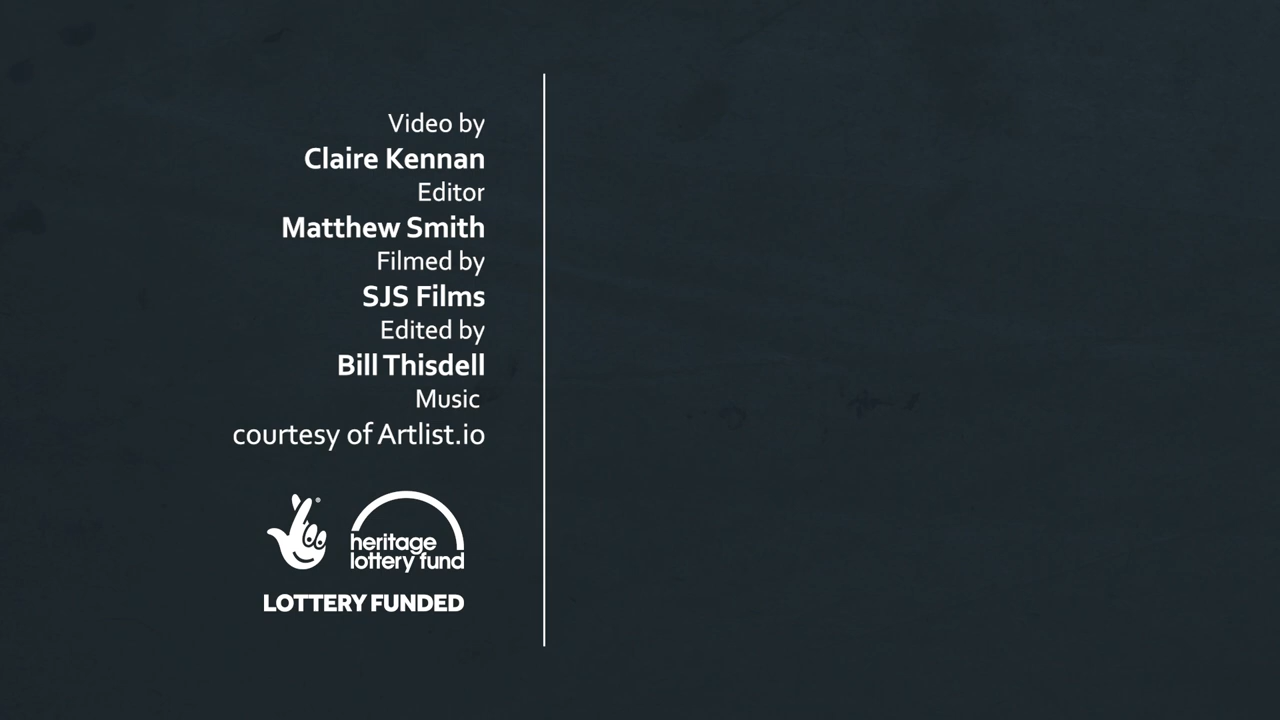 Video by
Claire Kennan
Editor
Matthew Smith
Filmed by
SJS Films
Edited by
Bill Thisdell
Music
courtesy of Artlist.io
heritage
lottery fund
LOTTERY FUNDED